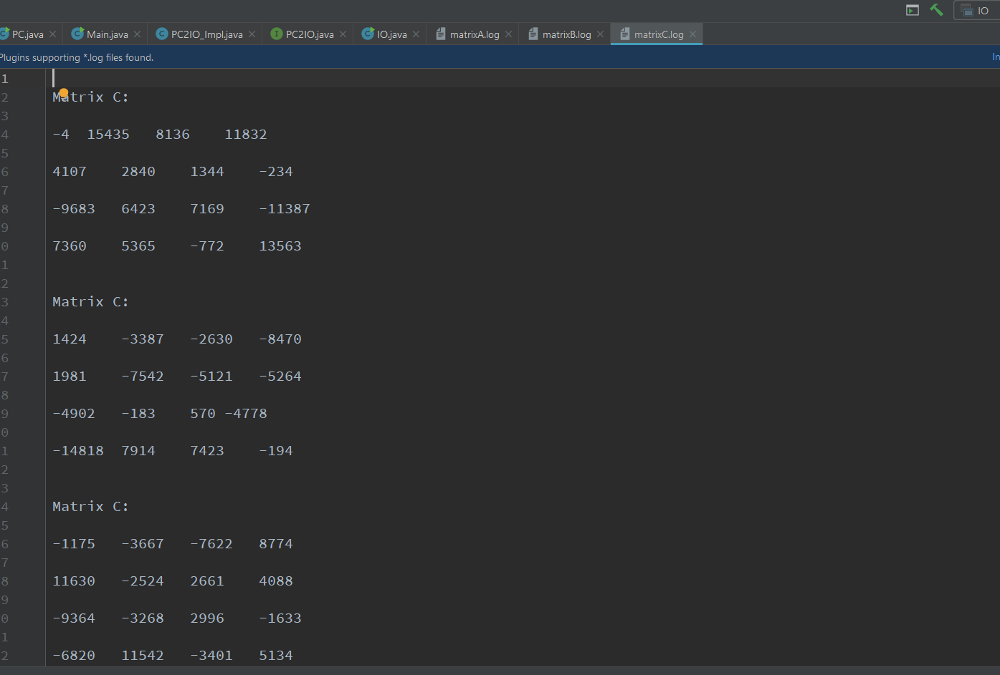 IO
PC.java Main.java PC2IO_Impl.java PC2IO.java IO.java matrixA.log matrixB.log matrixC.log
Plugins supporting *.log files found.
1
2 Matrix C:
3
4 -4 15435 8136 11832
5
6 4107 2840 1344 -234
7
8 -9683 6423 7169 -11387
9
0 7360 5365 -772 13563
1
2
3 Matrix C:
4
5 1424 -3387 -2630 -8470
6
7 1981 -7542 -5121 -5264
8
9 -4902 -183 570 -4778
0
1 -14818 7914 7423 -194
2
3
4 Matrix C:
5
6 -1175 -3667 -7622 8774
7
8 11630 -2524 2661 4088
9
0 -9364 -3268 2996 -1633
1
2 -6820 11542 -3401 5134